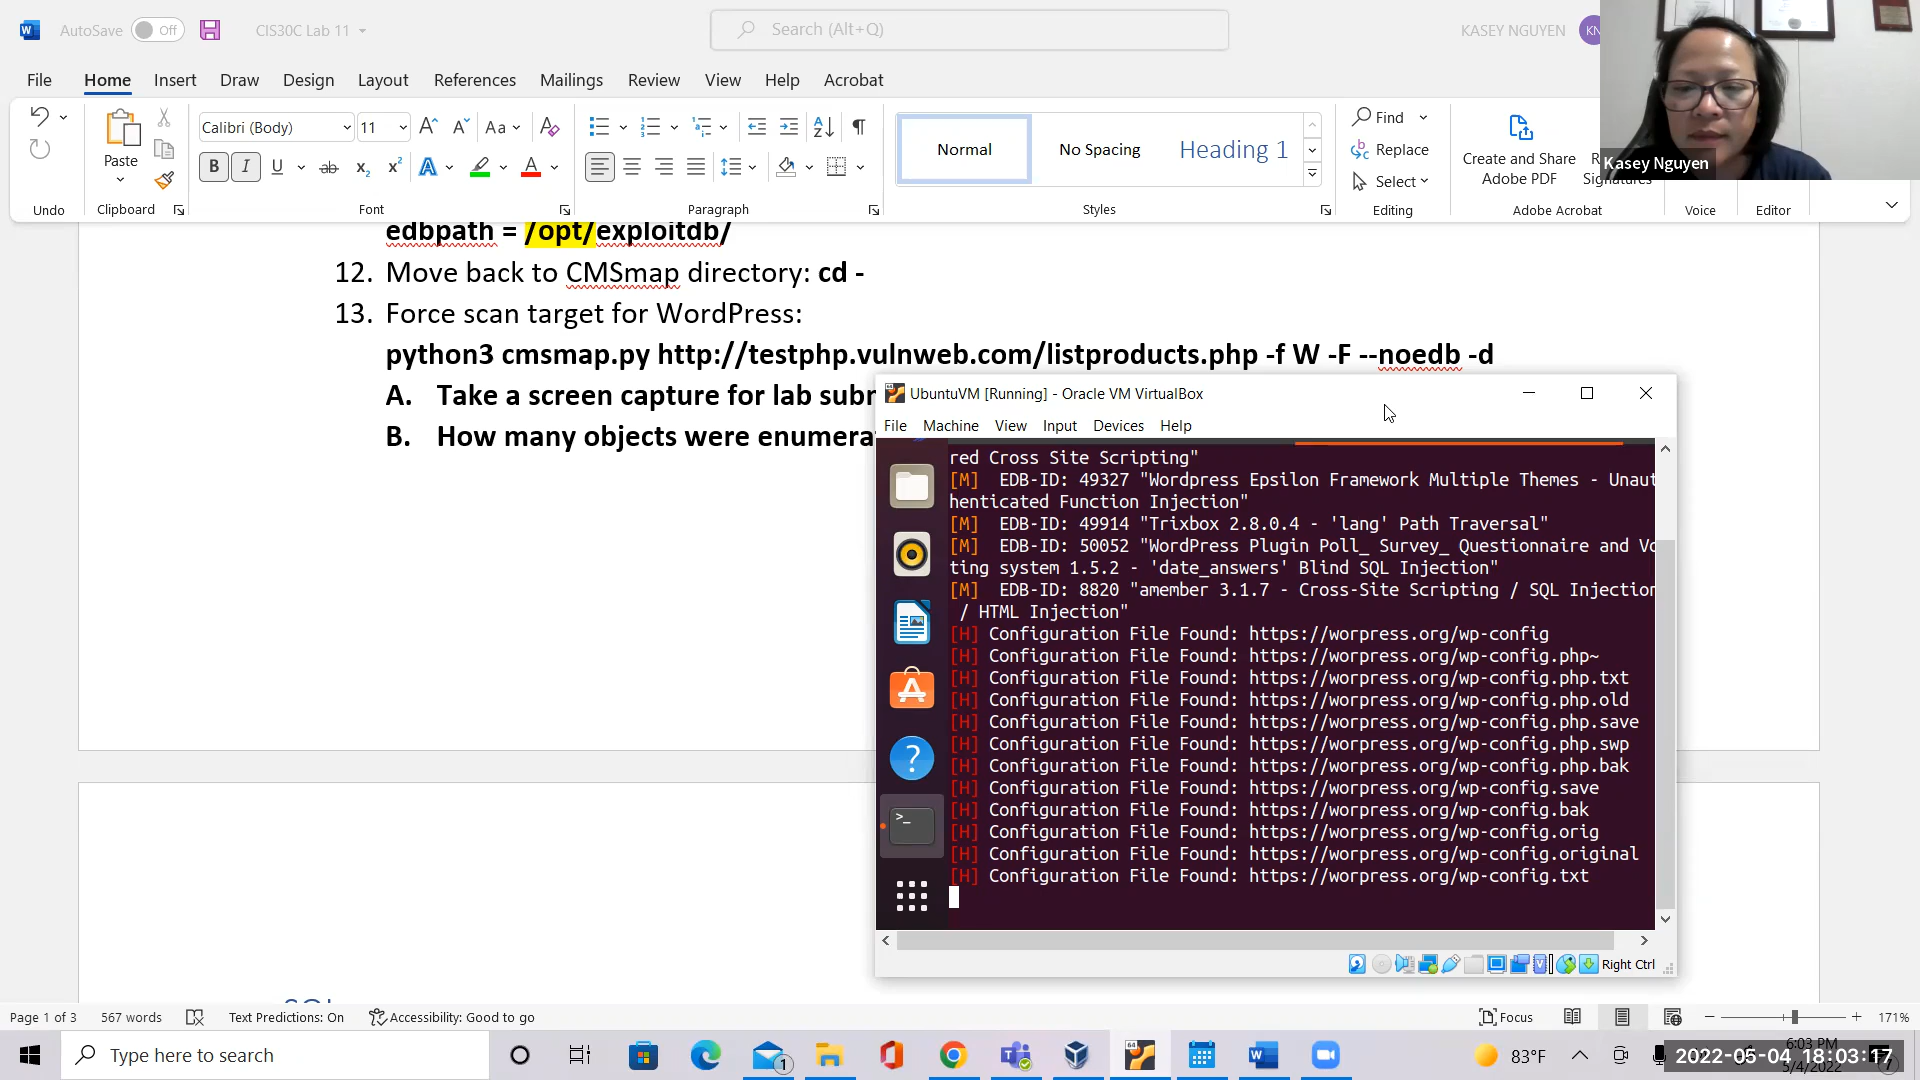 AutoSave
Off
CIS30C Lab 11
Search (Alt+Q)
KASEY NGUYEN
KN
File Home Insert Draw Design Layout References Mailings Review View Help Acrobat
Paste
Calibri (Body)
11
Normal
No Spacing
Heading 1
Find
Replace
Select
Create and Share
Adobe PDF
Kasey Nguyen
Undo
Clipboard
Font
Paragraph
Styles
Editing
Adobe Acrobat
Voice
Editor
edbpath = /opt/exploitdb/
12. Move back to CMSmap directory: cd -
13. Force scan target for WordPress:
python3 cmsmap.py http://testphp.vulnweb.com/listproducts.php -f W -F --noedb -d
A. Take a screen capture for lab
B. How many objects were
UbuntuVM [Running] - Oracle VM VirtualBox
File Machine View Input Devices Help
red Cross Site Scripting"
[M] EDB-ID: 49327 "Wordpress Epsilon Framework Multiple Themes - Unaut
henticated Function Injection"
[M] EDB-ID: 49914 "Trixbox 2.8.0.4 - 'lang' Path Traversal"
[M] EDB-ID: 50052 "WordPress Plugin Poll_ Survey_ Questionnaire and Vo
ting system 1.5.2 - 'date_answers' Blind SQL Injection"
[M] EDB-ID: 8820 "amember 3.1.7 - Cross-Site Scripting / SQL Injection
/ HTML Injection"
[H] Configuration File Found: https://worpress.org/wp-config
[H] Configuration File Found: https://worpress.org/wp-config.php~
[H] Configuration File Found: https://worpress.org/wp-config.php.txt
[H] Configuration File Found: https://worpress.org/wp-config.php.old
[H] Configuration File Found: https://worpress.org/wp-config.php.save
[H] Configuration File Found: https://worpress.org/wp-config.php.swp
[H] Configuration File Found: https://worpress.org/wp-config.php.bak
[H] Configuration File Found: https://worpress.org/wp-config.save
[H] Configuration File Found: https://worpress.org/wp-config.bak
[H] Configuration File Found: https://worpress.org/wp-config.orig
[H] Configuration File Found: https://worpress.org/wp-config.original
[H] Configuration File Found: https://worpress.org/wp-config.txt
Right Ctrl
Page 1 of 3
567 words
Text Predictions: On
Accessibility: Good to go
Focus
171%
Type here to search
1
64
83°F
6:03 PM
5/4/2022
2022-05-04 18:03:17